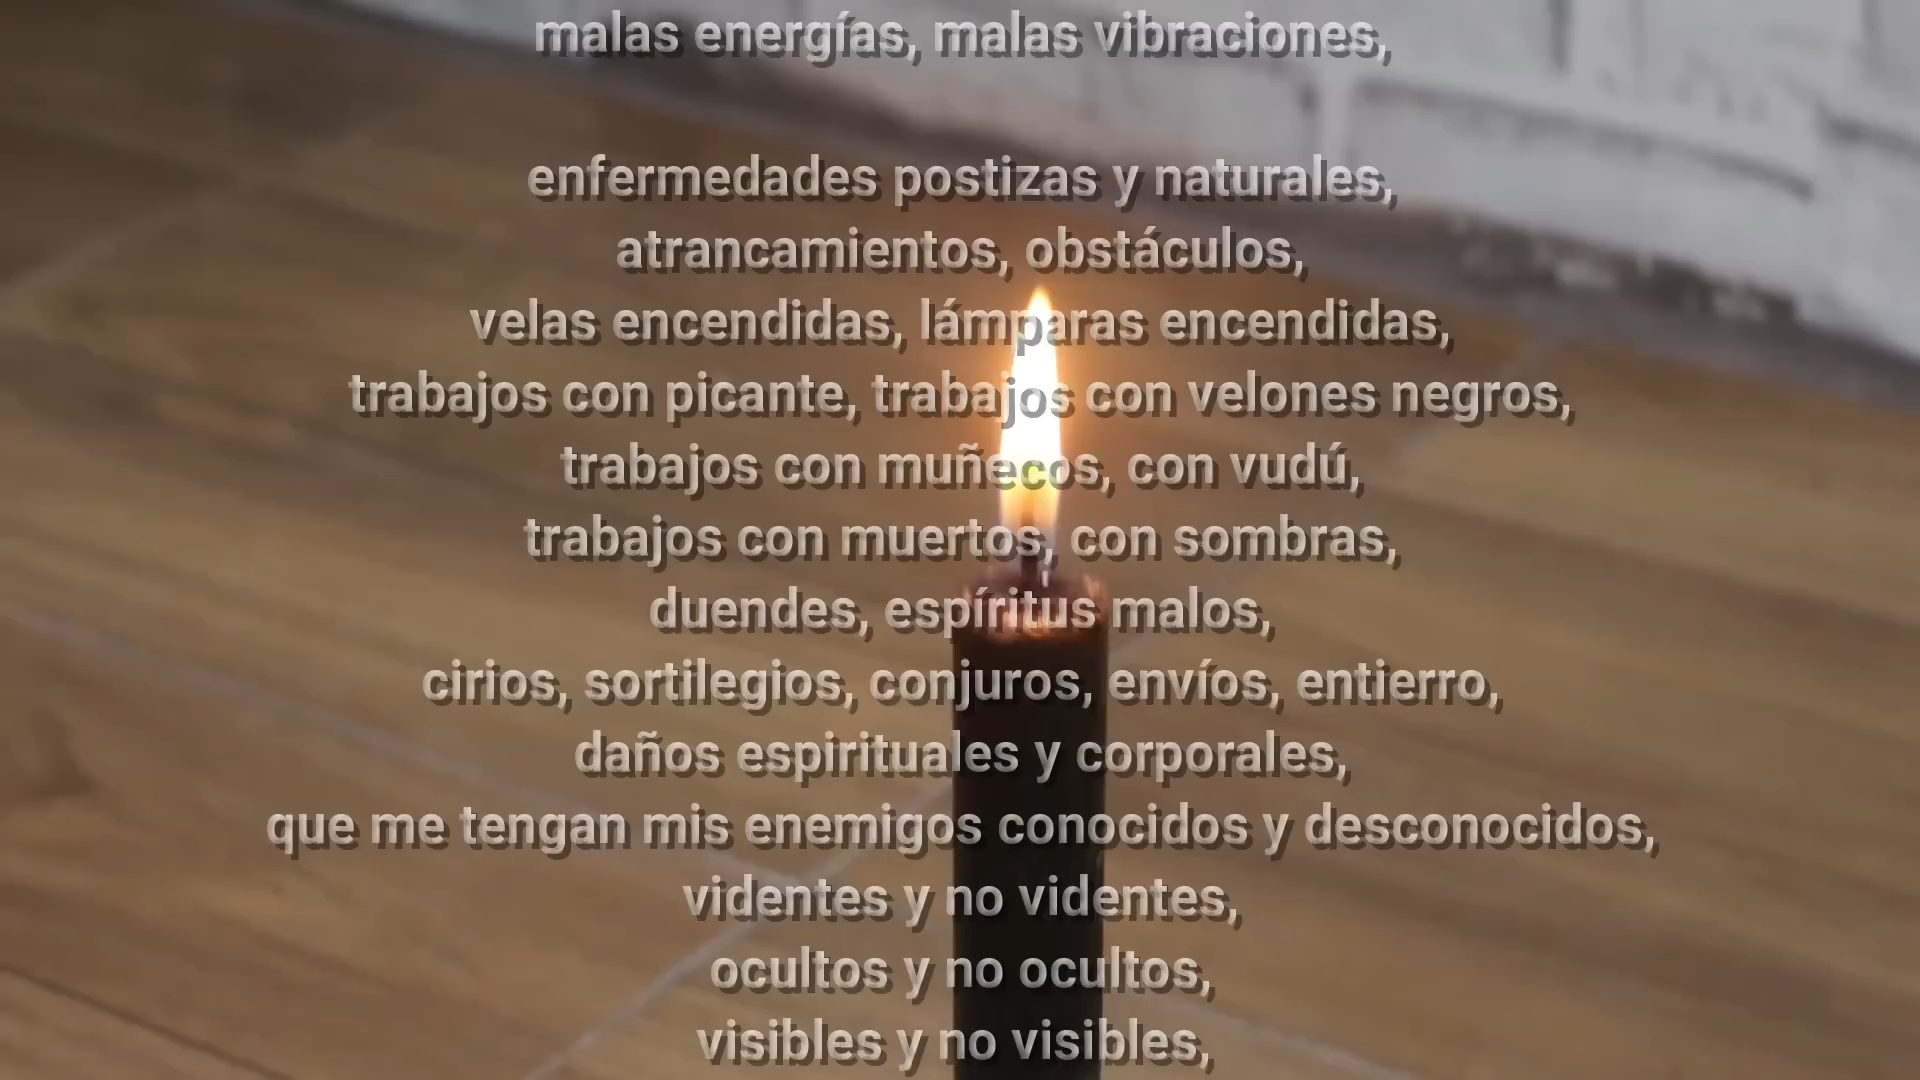 malas energías, malas vibraciones,
enfermedades postizas y naturales,
atrancamientos, obstáculos,
velas encendidas, lámparas encendidas,
trabajos con picante, trabajos con velones negros,
trabajos con muñecos, con vudú,
trabajos con muertos, con sombras,
duendes, espíritus malos,
cirios, sortilegios, conjuros, envíos, entierro,
daños espirituales y corporales,
que me tengan mis enemigos conocidos y desconocidos,
videntes y no videntes,
ocultos y no ocultos,
visibles y no visibles,